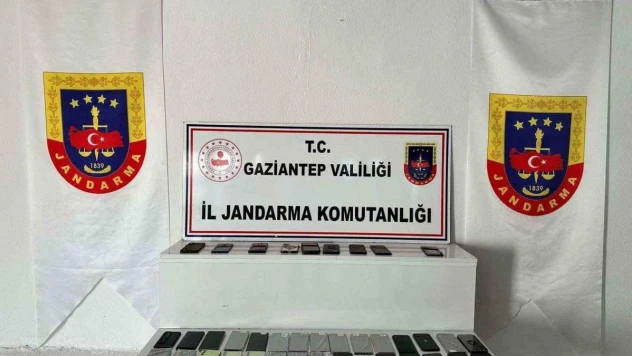 T.C.
GAZİANTEP VALİLİĞİ
İL JANDARMA KOMUTANLIĞI
1839
JANDARMA
1839
JANDARMA